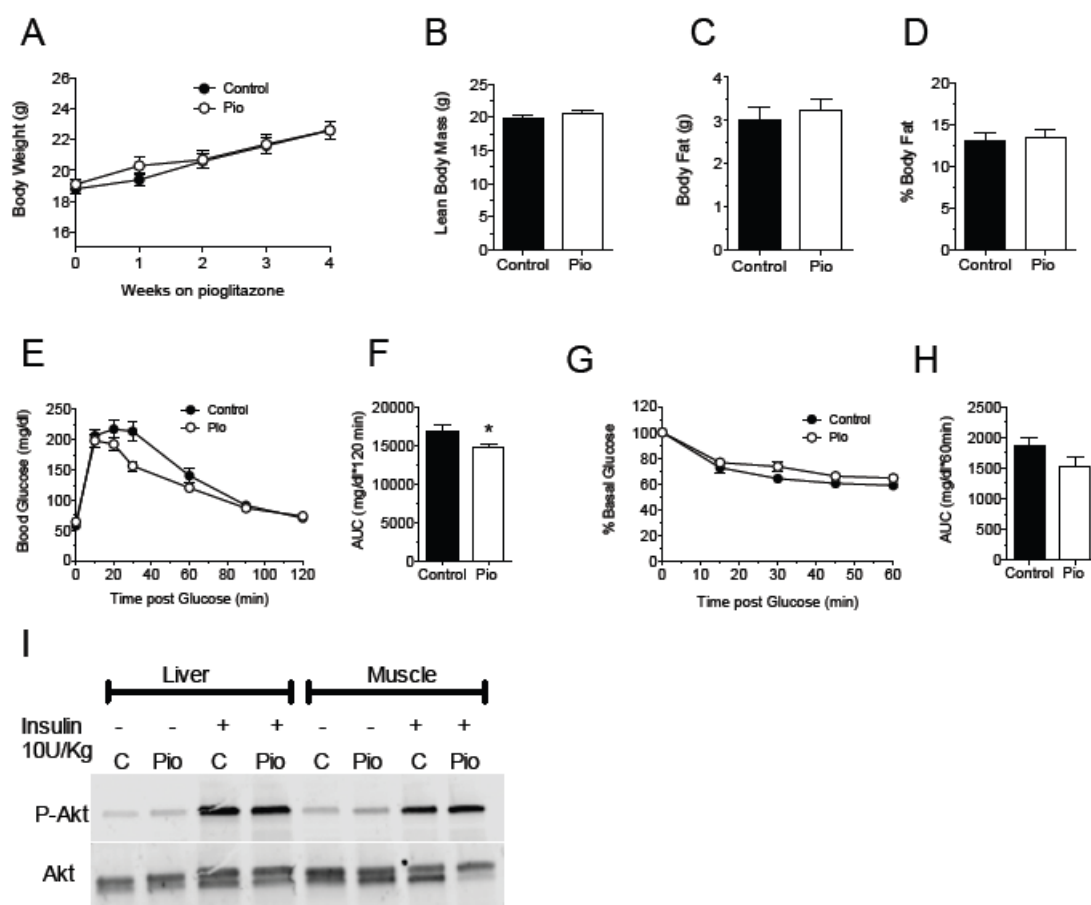 A
Body Weight (g)
26
24
22
20
18
16
0 1 2 3 4
Weeks on pioglitazone
Control
Pio
B
Lean Body Mass (g)
25
20
15
10
5
0
Control Pio
C
Body Fat (g)
4
3
2
1
0
Control Pio
D
% Body Fat
20
15
10
5
0
Control Pio
E
Bood Glucose (mg/dl)
250
200
150
100
50
0
0 20 40 60 80 100 120
Time post Glucose (min)
Control
Pio
F
AUC (mg/dl*120 min)
20000
15000
10000
5000
0
*
Control Pio
G
% Basal Glucose
120
100
80
60
40
20
0
0 10 20 30 40 50 60
Time post Glucose (min)
Control
Pio
H
AUC (mg/dl*60min)
2500
2000
1500
1000
500
0
Control Pio
I
Liver Muscle
Insulin - - + + - - + +
10U/Kg C Pio C Pio C Pio C Pio
P-Akt
Akt